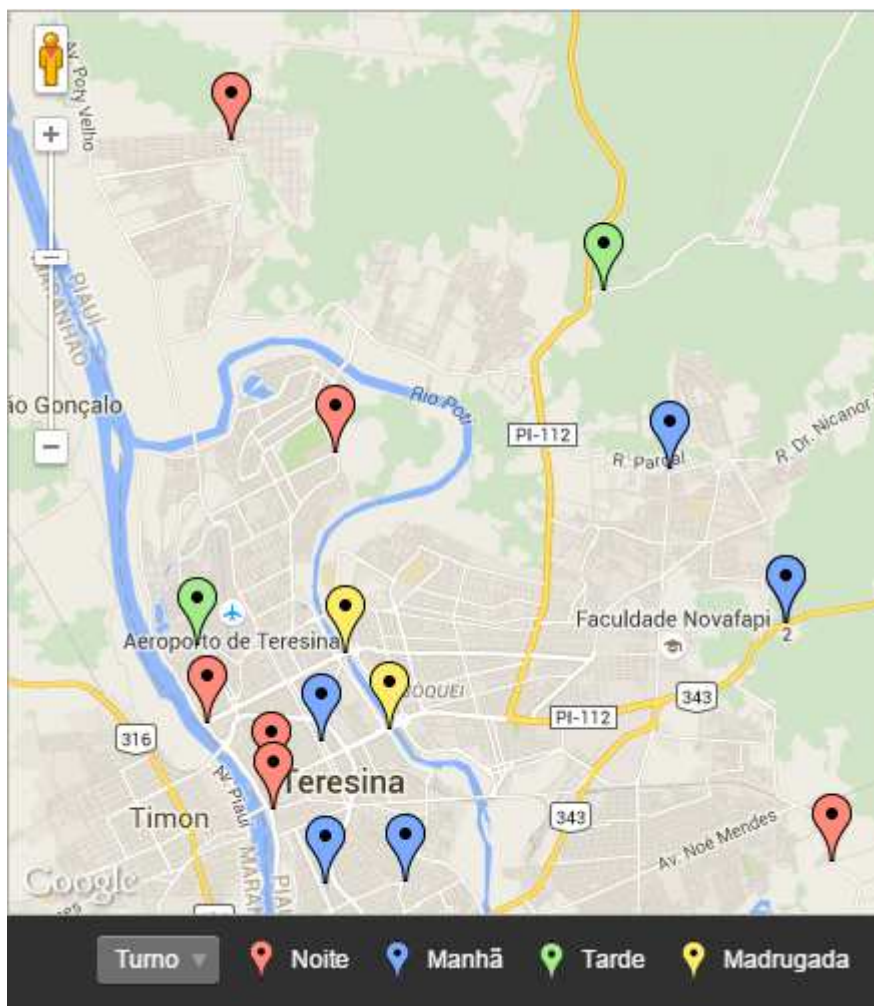 Av. Poty Velho
PIAUÍ
MARANHÃO
ão Gonçalo
Rio Poti
PI-112
R. Parcal
R. Dr. Nicanor
Faculdade Novafapi
2
Aeroporto de Teresina
ÓQUEI
343
PI-112
316
Teresina
Av. Piauí
Timon
343
Av. Noé Mendes
MARAN
PIAU
Google
es
Turno Noite Manhã Tarde Madrugada